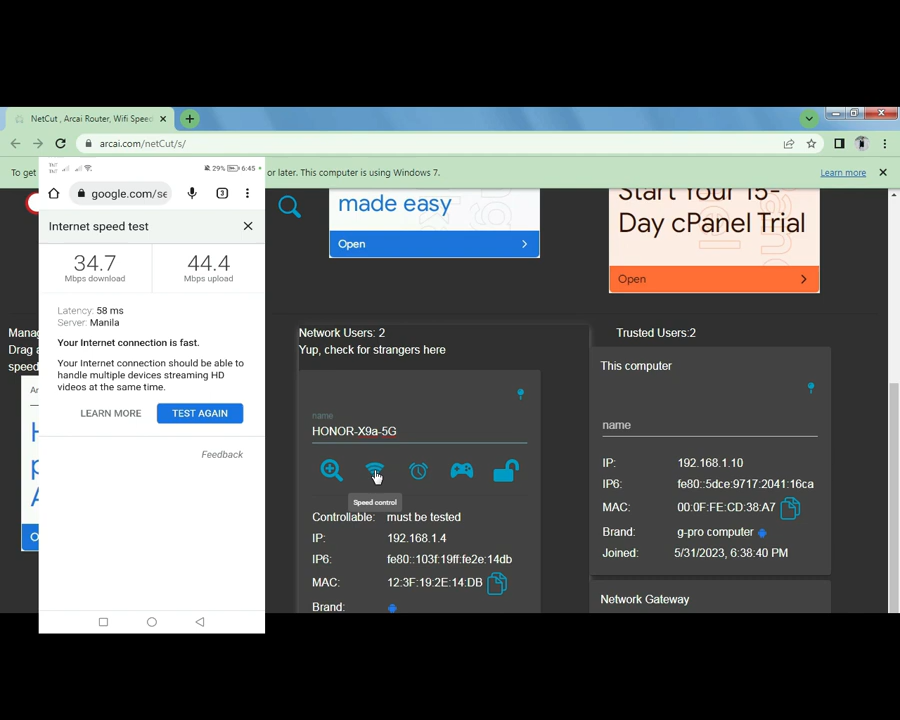 NetCut , Arcai Router, Wifi Speed
arcai.com/netCut/s/
To get
or later. This computer is using Windows 7.
Learn more
29%
6:45
google.com/se
3
Internet speed test
34.7
Mbps download
44.4
Mbps upload
Latency: 58 ms
Server: Manila
Your Internet connection is fast.
Your Internet connection should be able to
handle multiple devices streaming HD
videos at the same time.
LEARN MORE
TEST AGAIN
Feedback
made easy
Open
Start Your 15-
Day cPanel Trial
Open
Drag a
speed
Network Users: 2
Yup, check for strangers here
name
HONOR-X9a-5G
Speed control
Controllable: must be tested
IP: 192.168.1.4
IP6: fe80::103f:19ff:fe2e:14db
MAC: 12:3F:19:2E:14:DB
Brand:
Trusted Users:2
This computer
name
IP: 192.168.1.10
IP6: fe80::5dce:9717:2041:16ca
MAC: 00:0F:FE:CD:38:A7
Brand: g-pro computer
Joined: 5/31/2023, 6:38:40 PM
Network Gateway